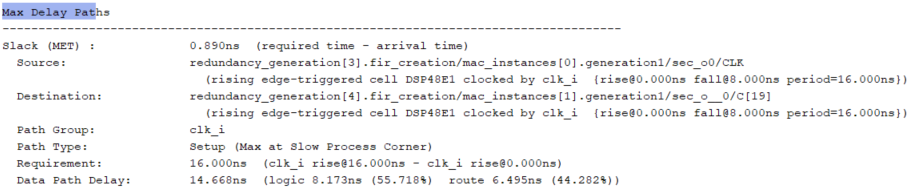 Max Delay Paths
--------------------------------------------------------------------------------------
Slack (MET) :             0.890ns  (required time - arrival time)
  Source:                 redundancy_generation[3].fir_creation/mac_instances[0].generation1/sec_o0/CLK
                            (rising edge-triggered cell DSP48E1 clocked by clk_i  {rise@0.000ns fall@8.000ns period=16.000ns})
  Destination:            redundancy_generation[4].fir_creation/mac_instances[1].generation1/sec_o__0/C[19]
                            (rising edge-triggered cell DSP48E1 clocked by clk_i  {rise@0.000ns fall@8.000ns period=16.000ns})
  Path Group:             clk_i
  Path Type:              Setup (Max at Slow Process Corner)
  Requirement:            16.000ns  (clk_i rise@16.000ns - clk_i rise@0.000ns)
  Data Path Delay:        14.668ns  (logic 8.173ns (55.718%)  route 6.495ns (44.282%))